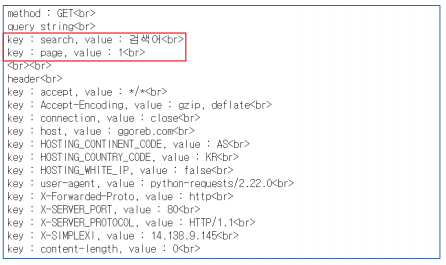 method : GET<br>
query string<br>
key : search, value : 검색어<br>
key : page, value : 1<br>
<br><br>
header<br>
key : accept, value : */*<br>
key : Accept-Encoding, value : gzip, deflate<br>
key : connection, value : close<br>
key : host, value : ggoreb.com<br>
key : HOSTING_CONTINENT_CODE, value : AS<br>
key : HOSTING_COUNTRY_CODE, value : KR<br>
key : HOSTING_WHITE_IP, value : false<br>
key : user-agent, value : python-requests/2.22.0<br>
key : X-Forwarded-Proto, value : http<br>
key : X-SERVER_PORT, value : 80<br>
key : X-SERVER_PROTOCOL, value : HTTP/1.1<br>
key : X-SIMPLEXI, value : 14.138.9.145<br>
key : content-length, value : 0<br>